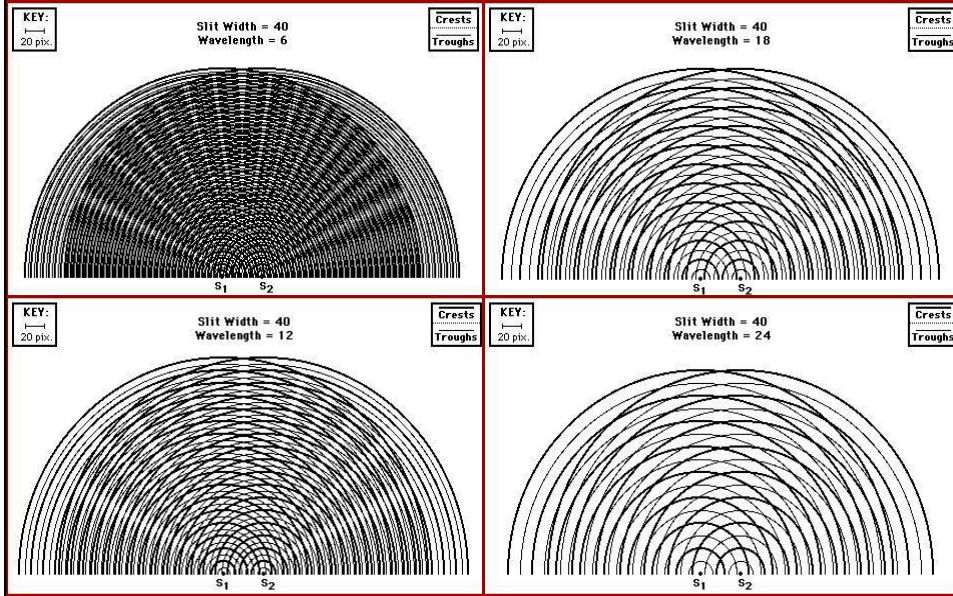 KEY:
20 pix.
Slit Width = 40
Wavelength = 6
Crests
Troughs
S1 S2
KEY:
20 pix.
Slit Width = 40
Wavelength = 18
Crests
Troughs
S1 S2
KEY:
20 pix.
Slit Width = 40
Wavelength = 12
Crests
Troughs
S1 S2
KEY:
20 pix.
Slit Width = 40
Wavelength = 24
Crests
Troughs
S1 S2